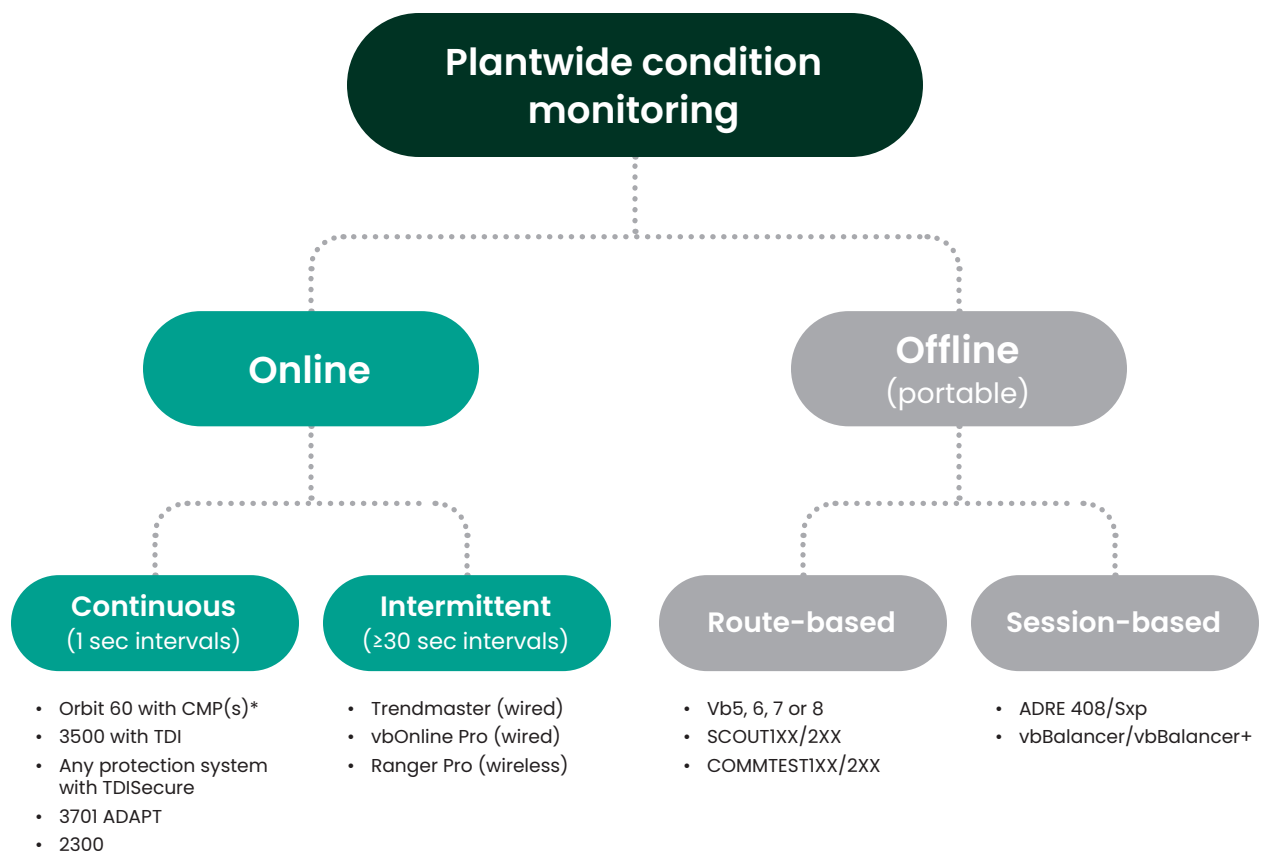 Plantwide condition
monitoring
Online
Offline
(portable)
Continuous
(1 sec intervals)
Intermittent
(≥30 sec intervals)
Route-based
Session-based
• Orbit 60 with CMP(s)*
• 3500 with TDI
• Any protection system
with TDISecure
• 3701 ADAPT
• 2300
• Trendmaster (wired)
• vbOnline Pro (wired)
• Ranger Pro (wireless)
• Vb5, 6, 7 or 8
• SCOUT1XX/2XX
• COMMTEST1XX/2XX
• ADRE 408/Sxp
• vbBalancer/vbBalancer+